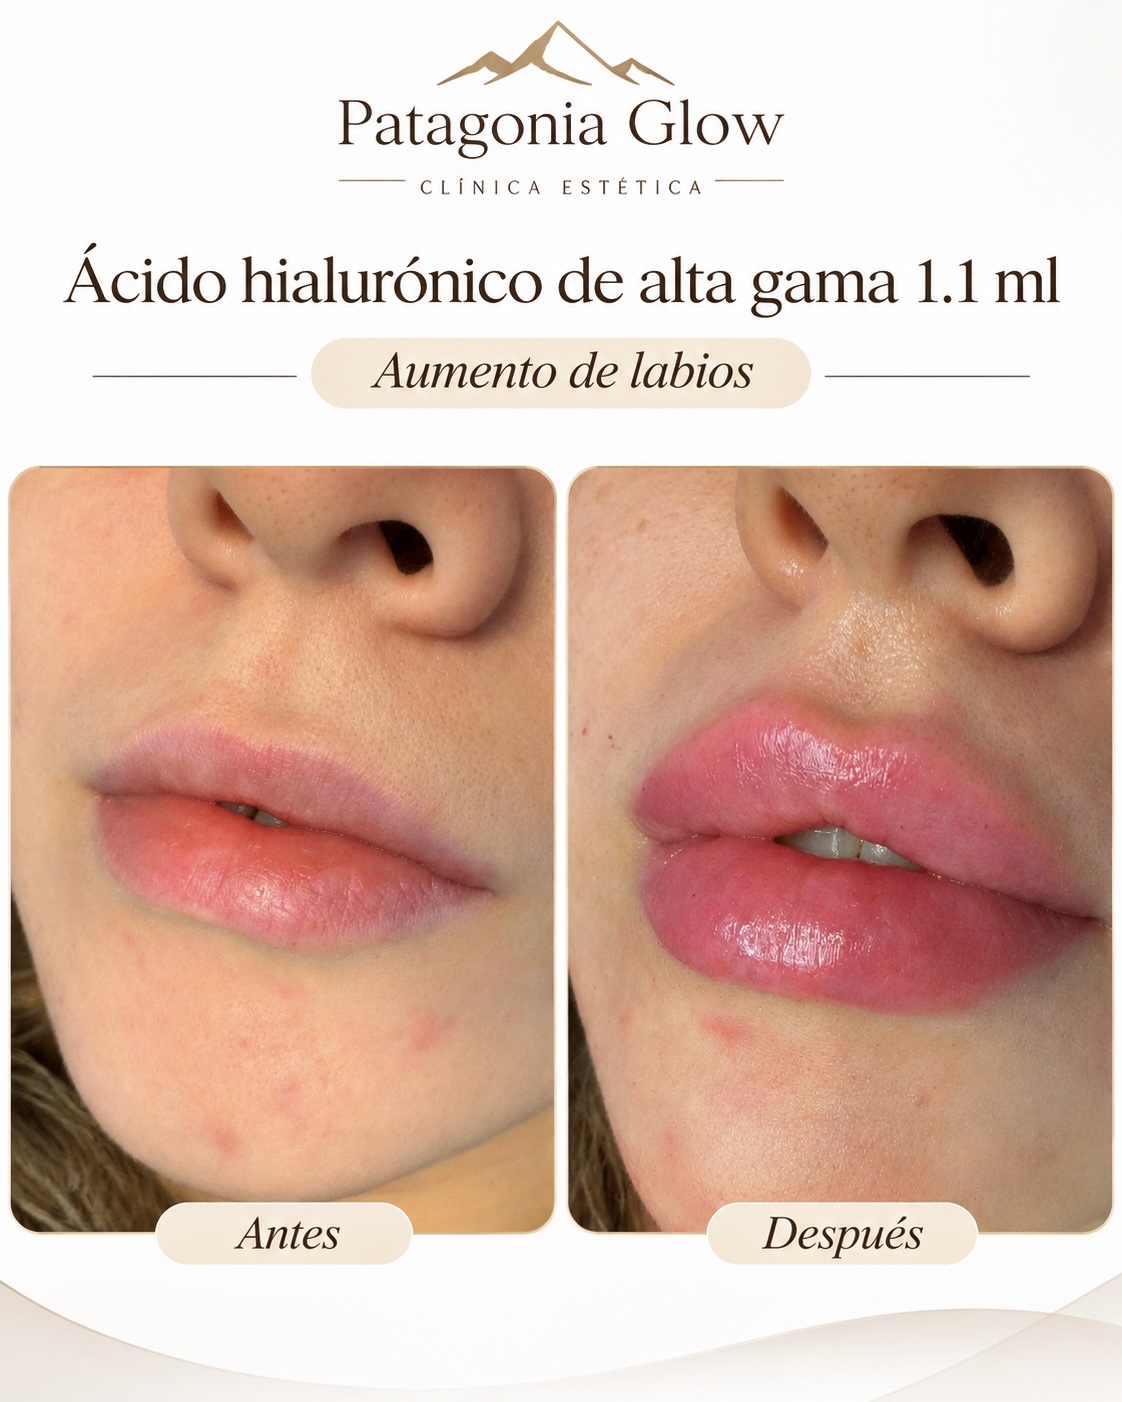 Patagonia Glow
CLÍNICA ESTÉTICA
Ácido hialurónico de alta gama 1.1 ml
Aumento de labios
Antes
Después